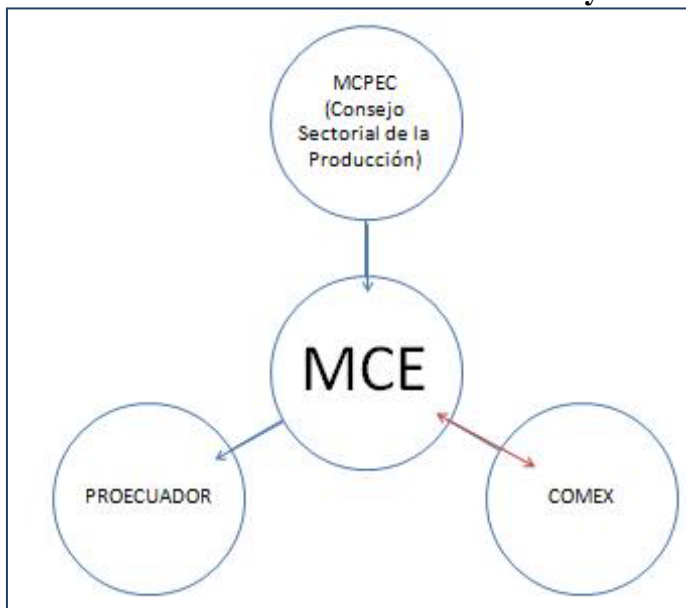 y
MCPEC
(Consejo
Sectorial de la
Producción)
MCE
PROECUADOR
COMEX